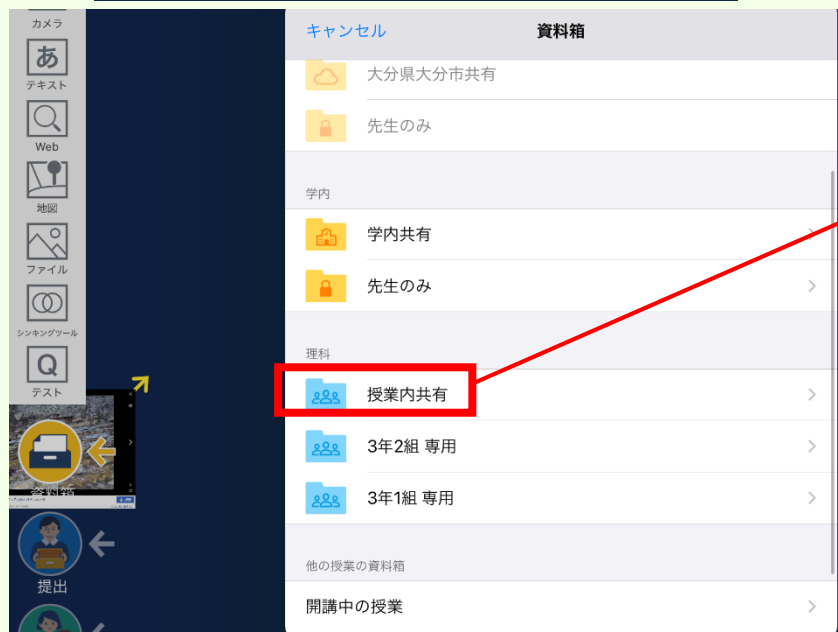 カメラ
テキスト
Web
地図
ファイル
シンキングツール
テスト
資料箱
提出
キャンセル
資料箱
大分県大分市共有
先生のみ
学内
学内共有
先生のみ
理科
授業内共有
3年2組 専用
3年1組 専用
他の授業の資料箱
開講中の授業
あ
Q